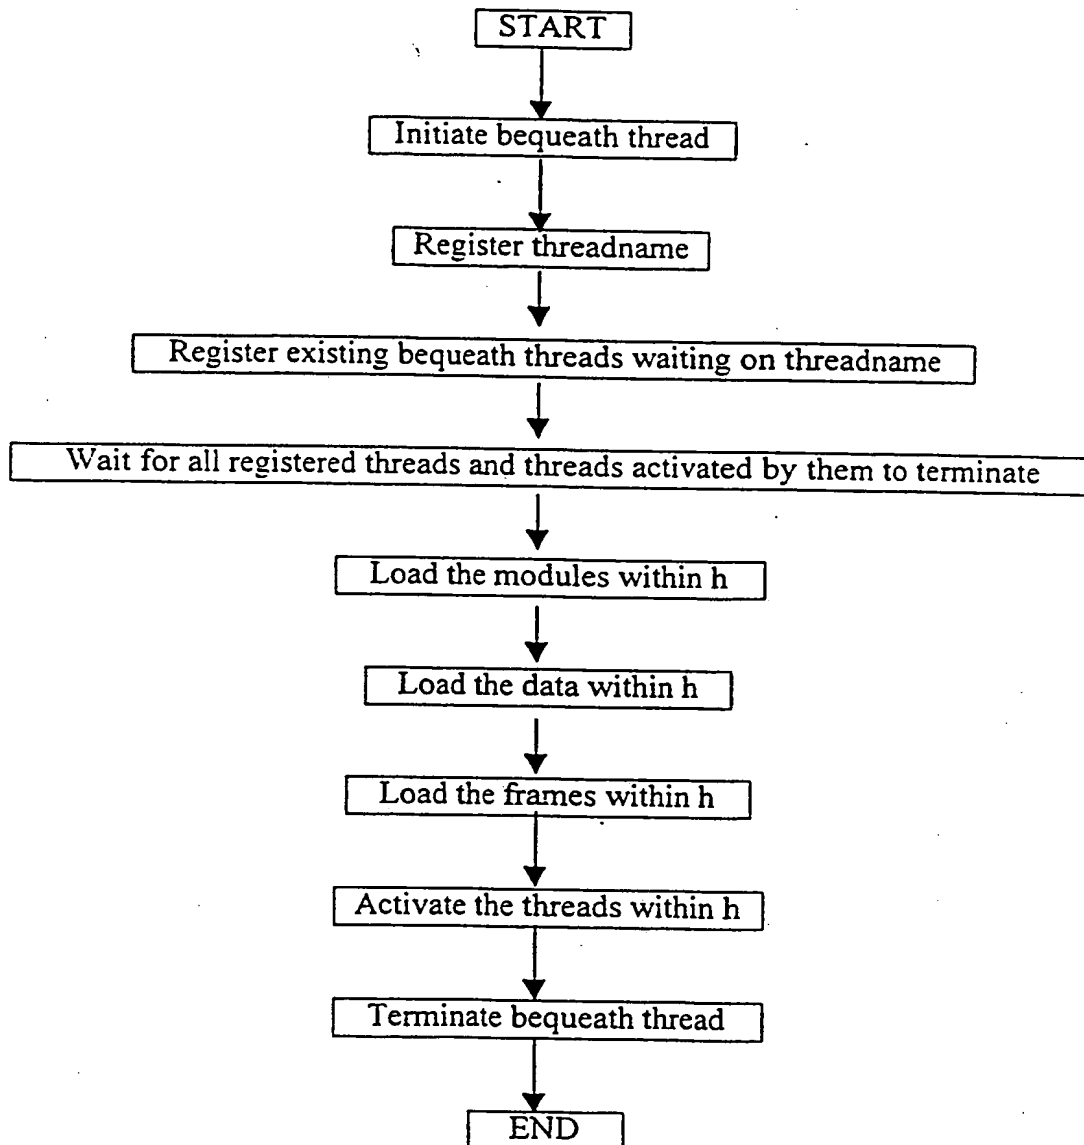 START
Initiate bequeath thread
Register threadname
Register existing bequeath threads waiting on threadname
Wait for all registered threads and threads activated by them to terminate
Load the modules within h
Load the data within h
Load the frames within h
Activate the threads within h
Terminate bequeath thread
END